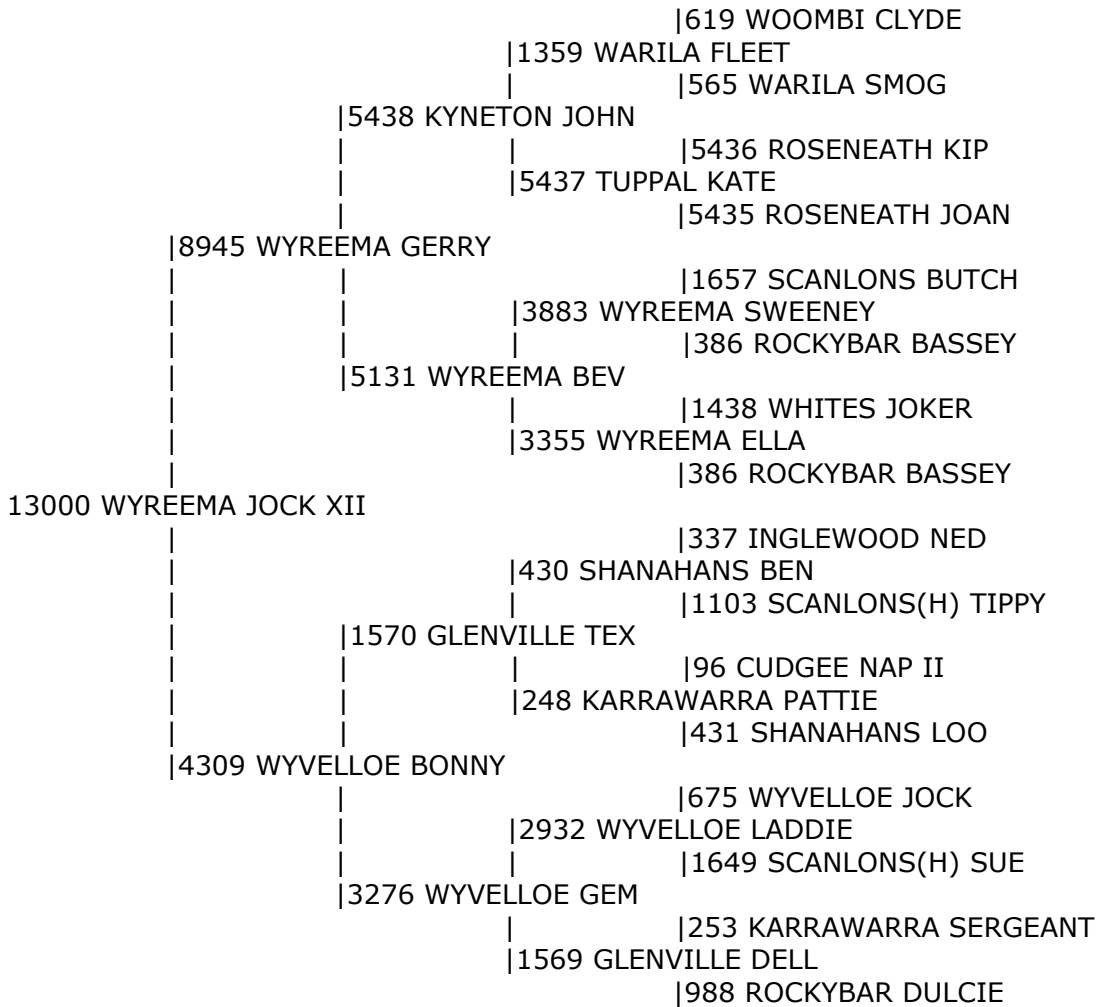 619 WOOMBI CLYDE
1359 WARILA FLEET
565 WARILA SMOG
5438 KYNETON JOHN
5436 ROSENEATH KIP
5437 TUPPAL KATE
5435 ROSENEATH JOAN
8945 WYREEMA GERRY
1657 SCANLONS BUTCH
3883 WYREEMA SWEENEY
386 ROCKYBAR BASSEY
5131 WYREEMA BEV
1438 WHITES JOKER
3355 WYREEMA ELLA
386 ROCKYBAR BASSEY
13000 WYREEMA JOCK XII
337 INGLEWOOD NED
430 SHANAHANS BEN
1103 SCANLONS(H) TIPPY
1570 GLENVILLE TEX
96 CUDGEE NAP II
248 KARRAWARRA PATTIE
431 SHANAHANS LOO
4309 WYVELLOE BONNY
675 WYVELLOE JOCK
2932 WYVELLOE LADDIE
1649 SCANLONS(H) SUE
3276 WYVELLOE GEM
253 KARRAWARRA SERGEANT
1569 GLENVILLE DELL
988 ROCKYBAR DULCIE